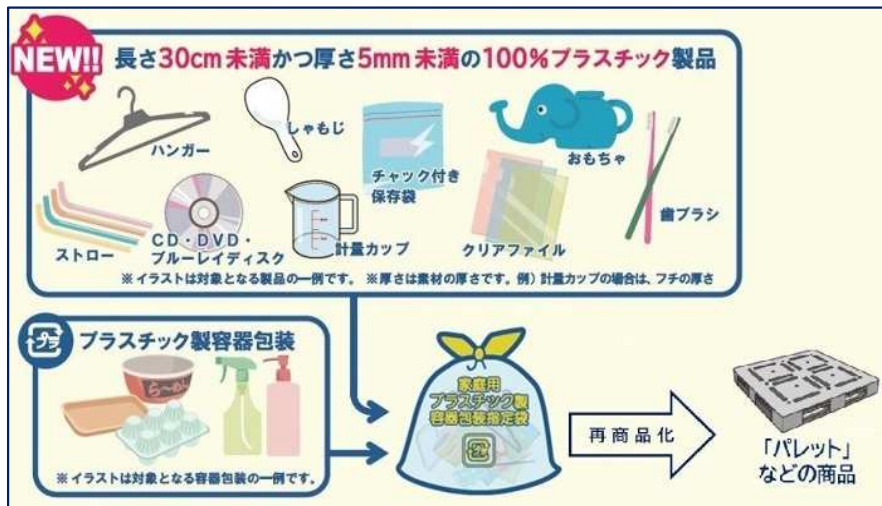 NEW!!
長さ30cm未満かつ厚さ5mm未満の100%プラスチック製品
ハンガー
しゃもじ
チャック付き
保存袋
おもちゃ
歯ブラシ
ストロー
CD・DVD・
ブルーレイディスク
計量カップ
クリアファイル
※イラストは対象となる製品の一例です。 ※厚さは素材の厚さです。例）計量カップの場合は、フチの厚さ
プラ
プラスチック製容器包装
らーめん
※イラストは対象となる容器包装の一例です。
家庭用
プラスチック製
容器包装指定袋
プラ
再商品化
「パレット」
などの商品